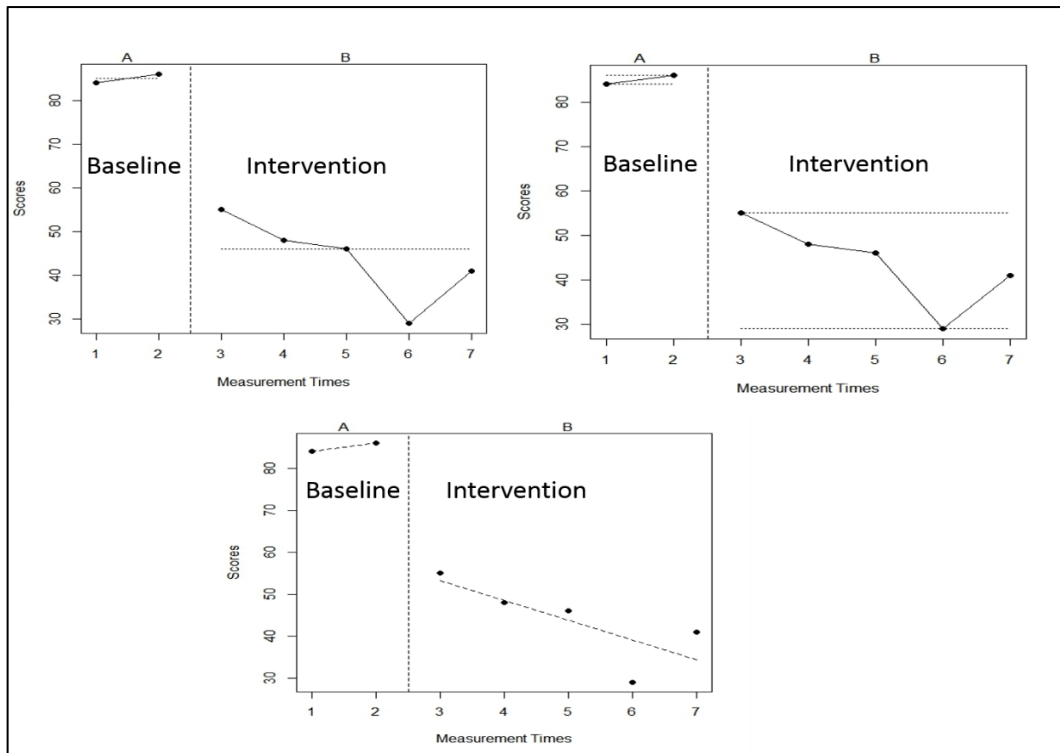 A B
80
70
60
50
40
30
Scores
Baseline Intervention
1 2 3 4 5 6 7
Measurement Times
A B
80
70
60
50
40
30
Scores
Baseline Intervention
1 2 3 4 5 6 7
Measurement Times
A B
80
70
60
50
40
30
Scores
Baseline Intervention
1 2 3 4 5 6 7
Measurement Times